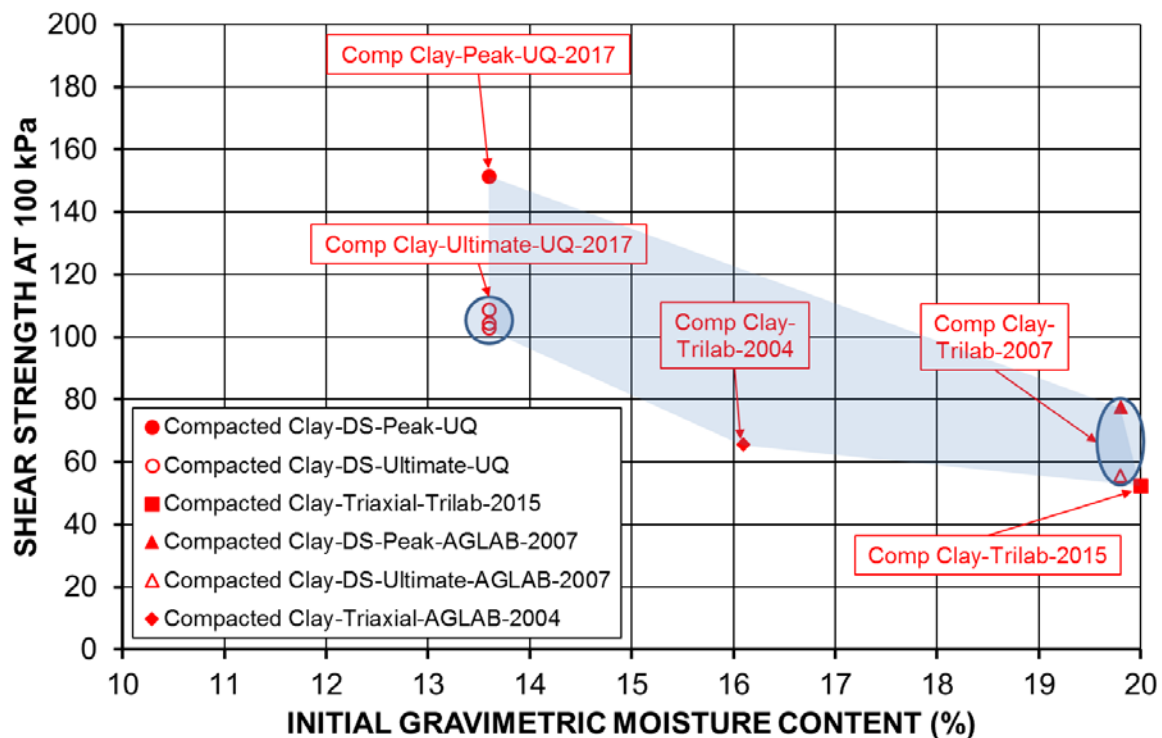 SHEAR STRENGTH AT 100 kPa
200
180
160
140
120
100
80
60
40
20
0
Comp Clay-Peak-UQ-2017
Comp Clay-Ultimate-UQ-2017
Comp Clay-
Trilab-2004
Comp Clay-
Trilab-2007
Comp Clay-Trilab-2015
Compacted Clay-DS-Peak-UQ
Compacted Clay-DS-Ultimate-UQ
Compacted Clay-Triaxial-Trilab-2015
Compacted Clay-DS-Peak-AGLAB-2007
Compacted Clay-DS-Ultimate-AGLAB-2007
Compacted Clay-Triaxial-AGLAB-2004
10 11 12 13 14 15 16 17 18 19 20
INITIAL GRAVIMETRIC MOISTURE CONTENT (%)